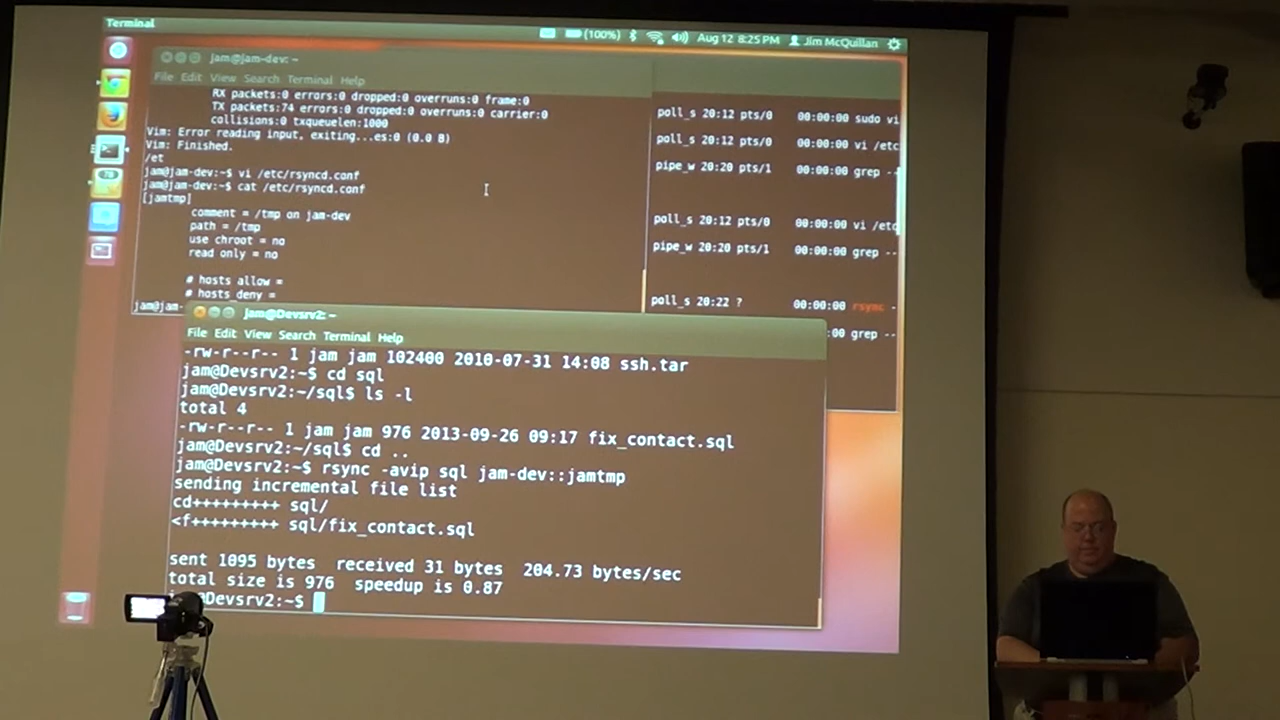 Terminal
(100%) Aug 12 8:25 PM Jim McQuillan
jam@jam-dev: ~
File Edit View Search Terminal Help
RX packets:0 errors:0 dropped:0 overruns:0 frame:0
TX packets:74 errors:0 dropped:0 overruns:0 carrier:0
collisions:0 txqueuelen:1000
Vim: Error reading input, exiting...es:0 (0.0 B)
Vim: Finished.
/et
jam@jam-dev:~$ vi /etc/rsyncd.conf
jam@jam-dev:~$ cat /etc/rsyncd.conf
[jamtmp]
comment = /tmp on jam-dev
path = /tmp
use chroot = no
read only = no
# hosts allow =
# hosts deny =
jam@jam-
poll_s 20:12 pts/0 00:00:00 sudo vi
poll_s 20:12 pts/0 00:00:00 vi /etc
pipe_w 20:20 pts/1 00:00:00 grep --
poll_s 20:12 pts/0 00:00:00 vi /etc
pipe_w 20:20 pts/1 00:00:00 grep --
poll_s 20:22 ? 00:00:00 rsync -
:00 grep --
jam@Devsrv2: ~
File Edit View Search Terminal Help
-rw-r--r-- 1 jam jam 102400 2010-07-31 14:08 ssh.tar
jam@Devsrv2:~$ cd sql
jam@Devsrv2:~/sql$ ls -l
total 4
-rw-r--r-- 1 jam jam 976 2013-09-26 09:17 fix_contact.sql
jam@Devsrv2:~/sql$ cd ..
jam@Devsrv2:~$ rsync -avip sql jam-dev::jamtmp
sending incremental file list
cd+++++++++ sql/
<f+++++++++ sql/fix_contact.sql
sent 1095 bytes received 31 bytes 204.73 bytes/sec
total size is 976 speedup is 0.87
jam@Devsrv2:~$